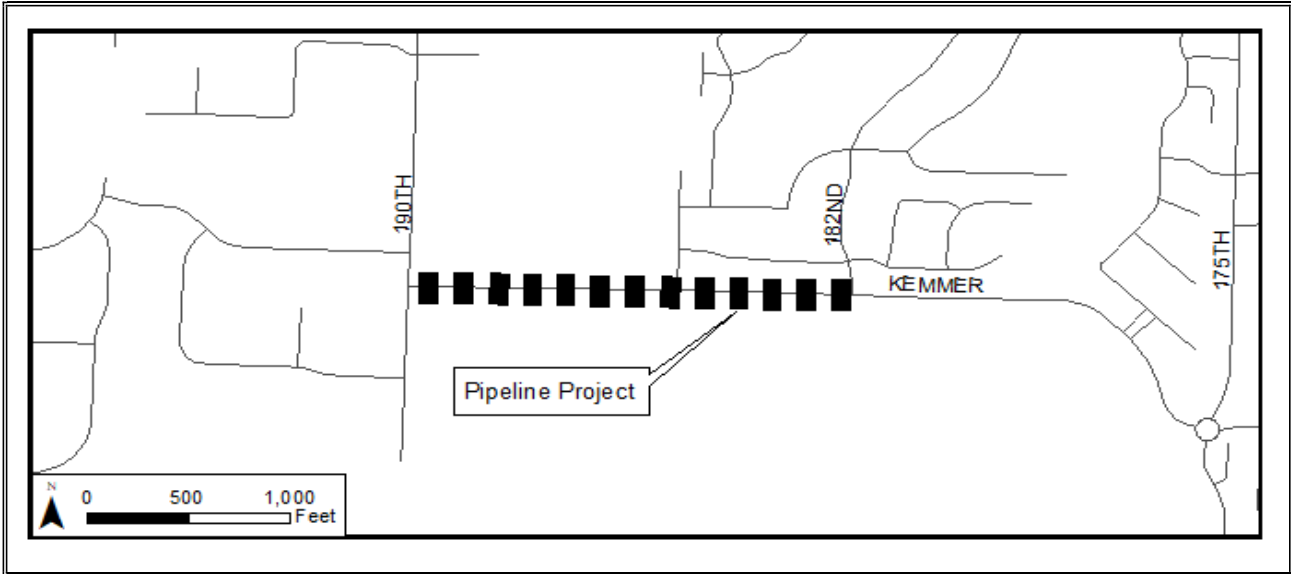 190TH
182ND
175TH
KEMMER
Pipeline Project
N
0 500 1,000
Feet